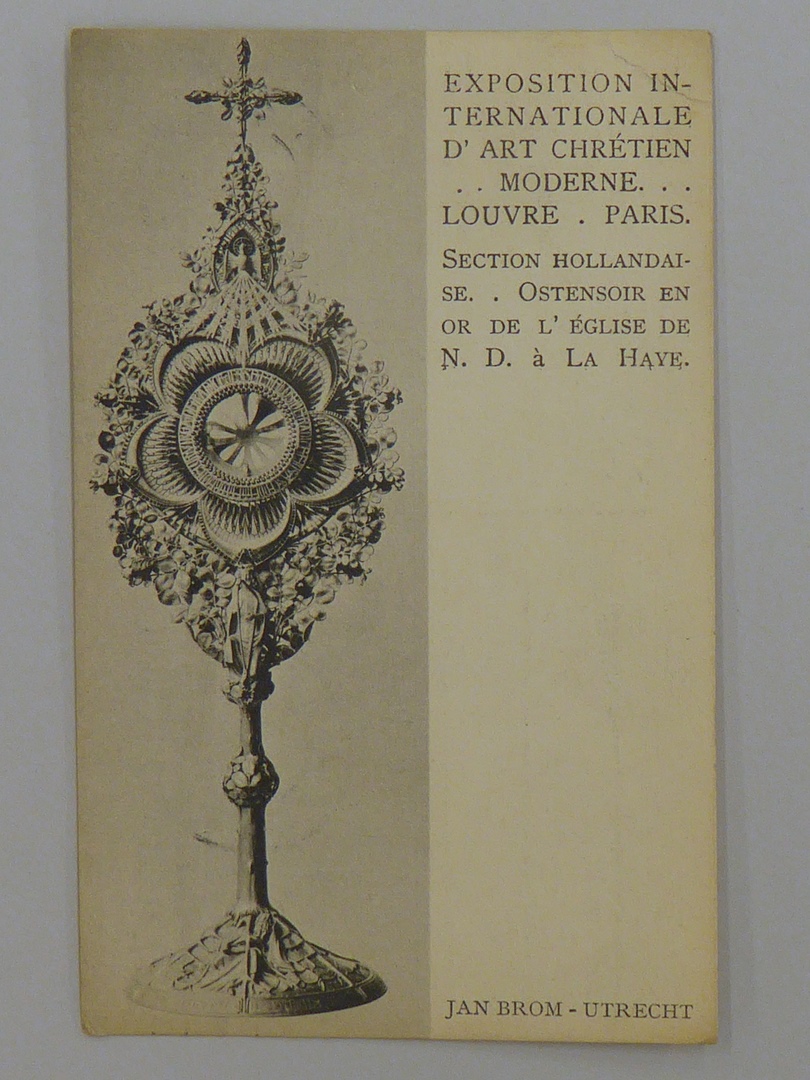 EXPOSITION IN-
TERNATIONALE
D' ART CHRÉTIEN
. . MODERNE. . .
LOUVRE . PARIS.
SECTION HOLLANDAI-
SE. . OSTENSOIR EN
OR DE L' ÉGLISE DE
N. D. à LA HAYE.
JAN BROM - UTRECHT